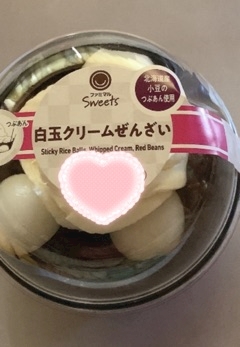 ファミマル
Sweets
北海道産
小豆の
つぶあん使用
つぶあん
白玉クリームぜんざい
Sticky Rice Balls, Whipped Cream, Red Beans